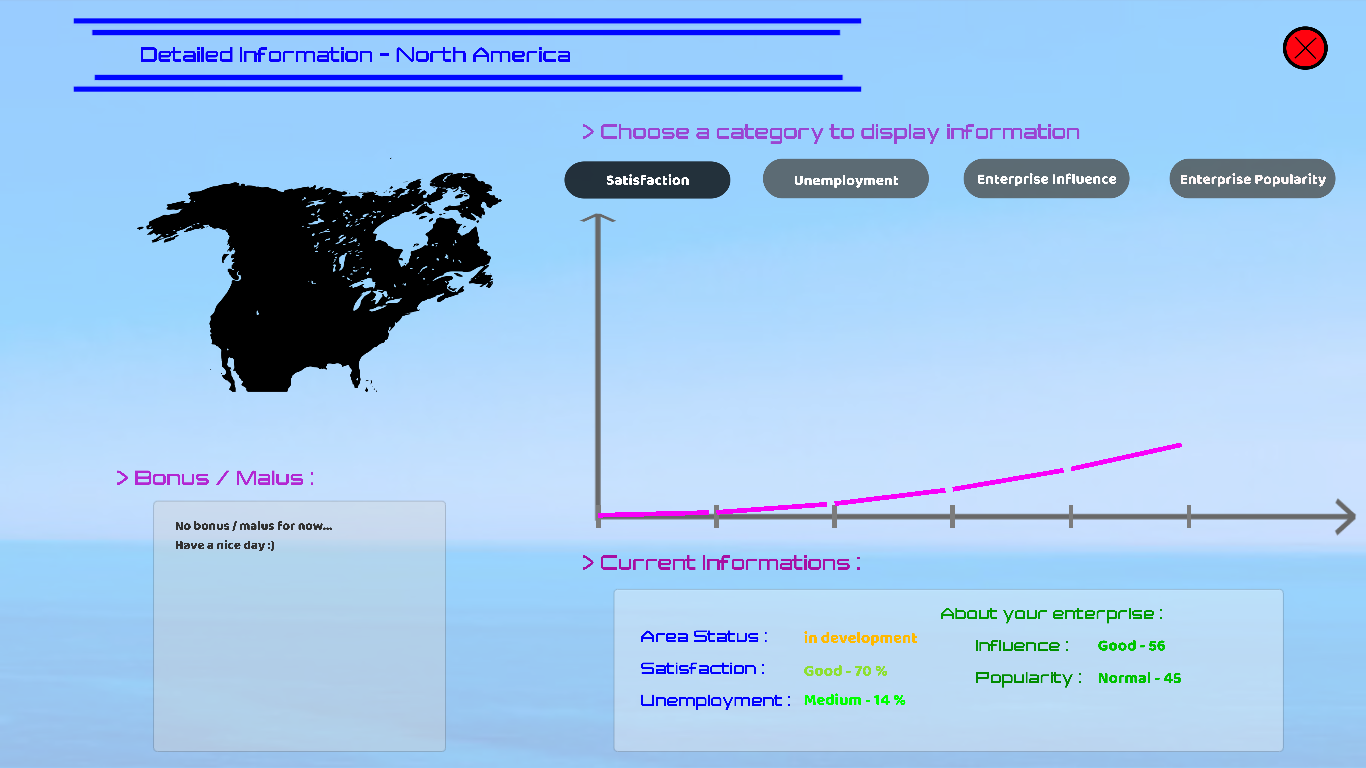 Detailed Information - North America
> Choose a category to display information
Satisfaction
Unemployment
Enterprise Influence
Enterprise Popularity
> Bonus / Malus :
No bonus / malus for now...
Have a nice day :)
> Current Informations :
Area Status : in development
Satisfaction : Good - 70 %
Unemployment : Medium - 14 %
About your enterprise :
Influence : Good - 56
Popularity : Normal - 45